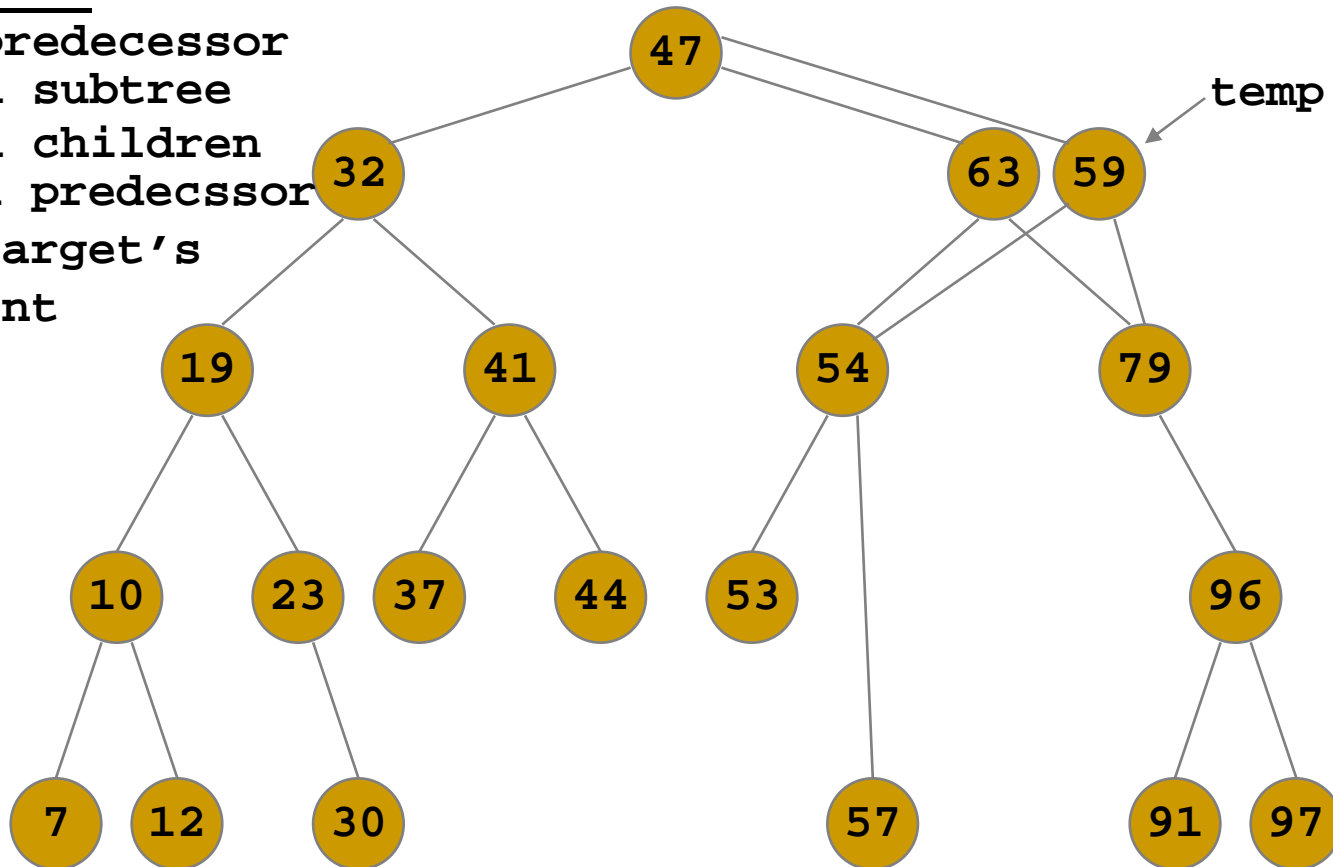 predecessor
subtree
children
predecssor
arget's
nt
temp
47
32
63 59
19 41 54 79
10 23 37 44 53 96
7 12 30 57 91 97